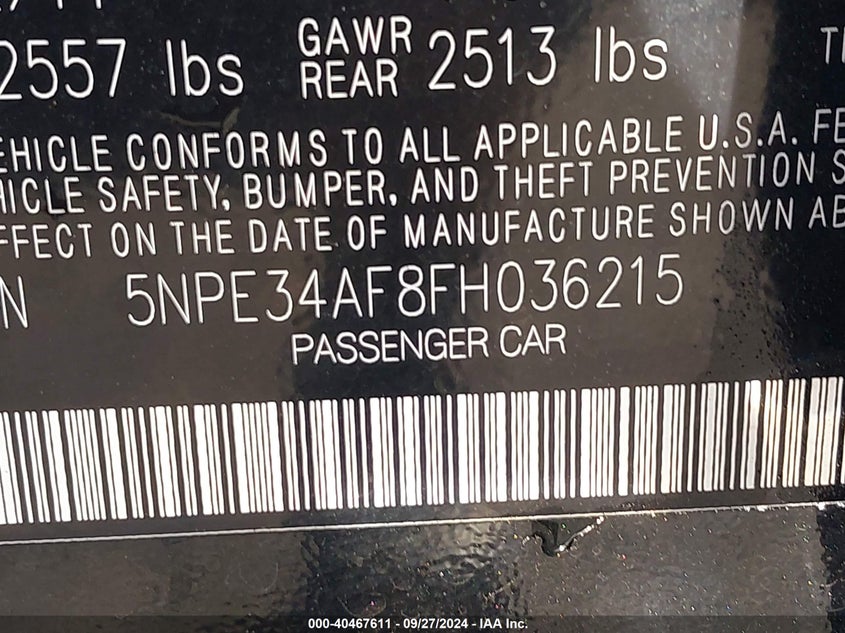 2557 lbs GAWR REAR 2513 lbs
EHICLE CONFORMS TO ALL APPLICABLE U.S.A. FE
HICLE SAFETY, BUMPER, AND THEFT PREVENTION S
FFECT ON THE DATE OF MANUFACTURE SHOWN AB
N 5NPE34AF8FH036215
PASSENGER CAR
000-40467611 - 09/27/2024 - IAA Inc.